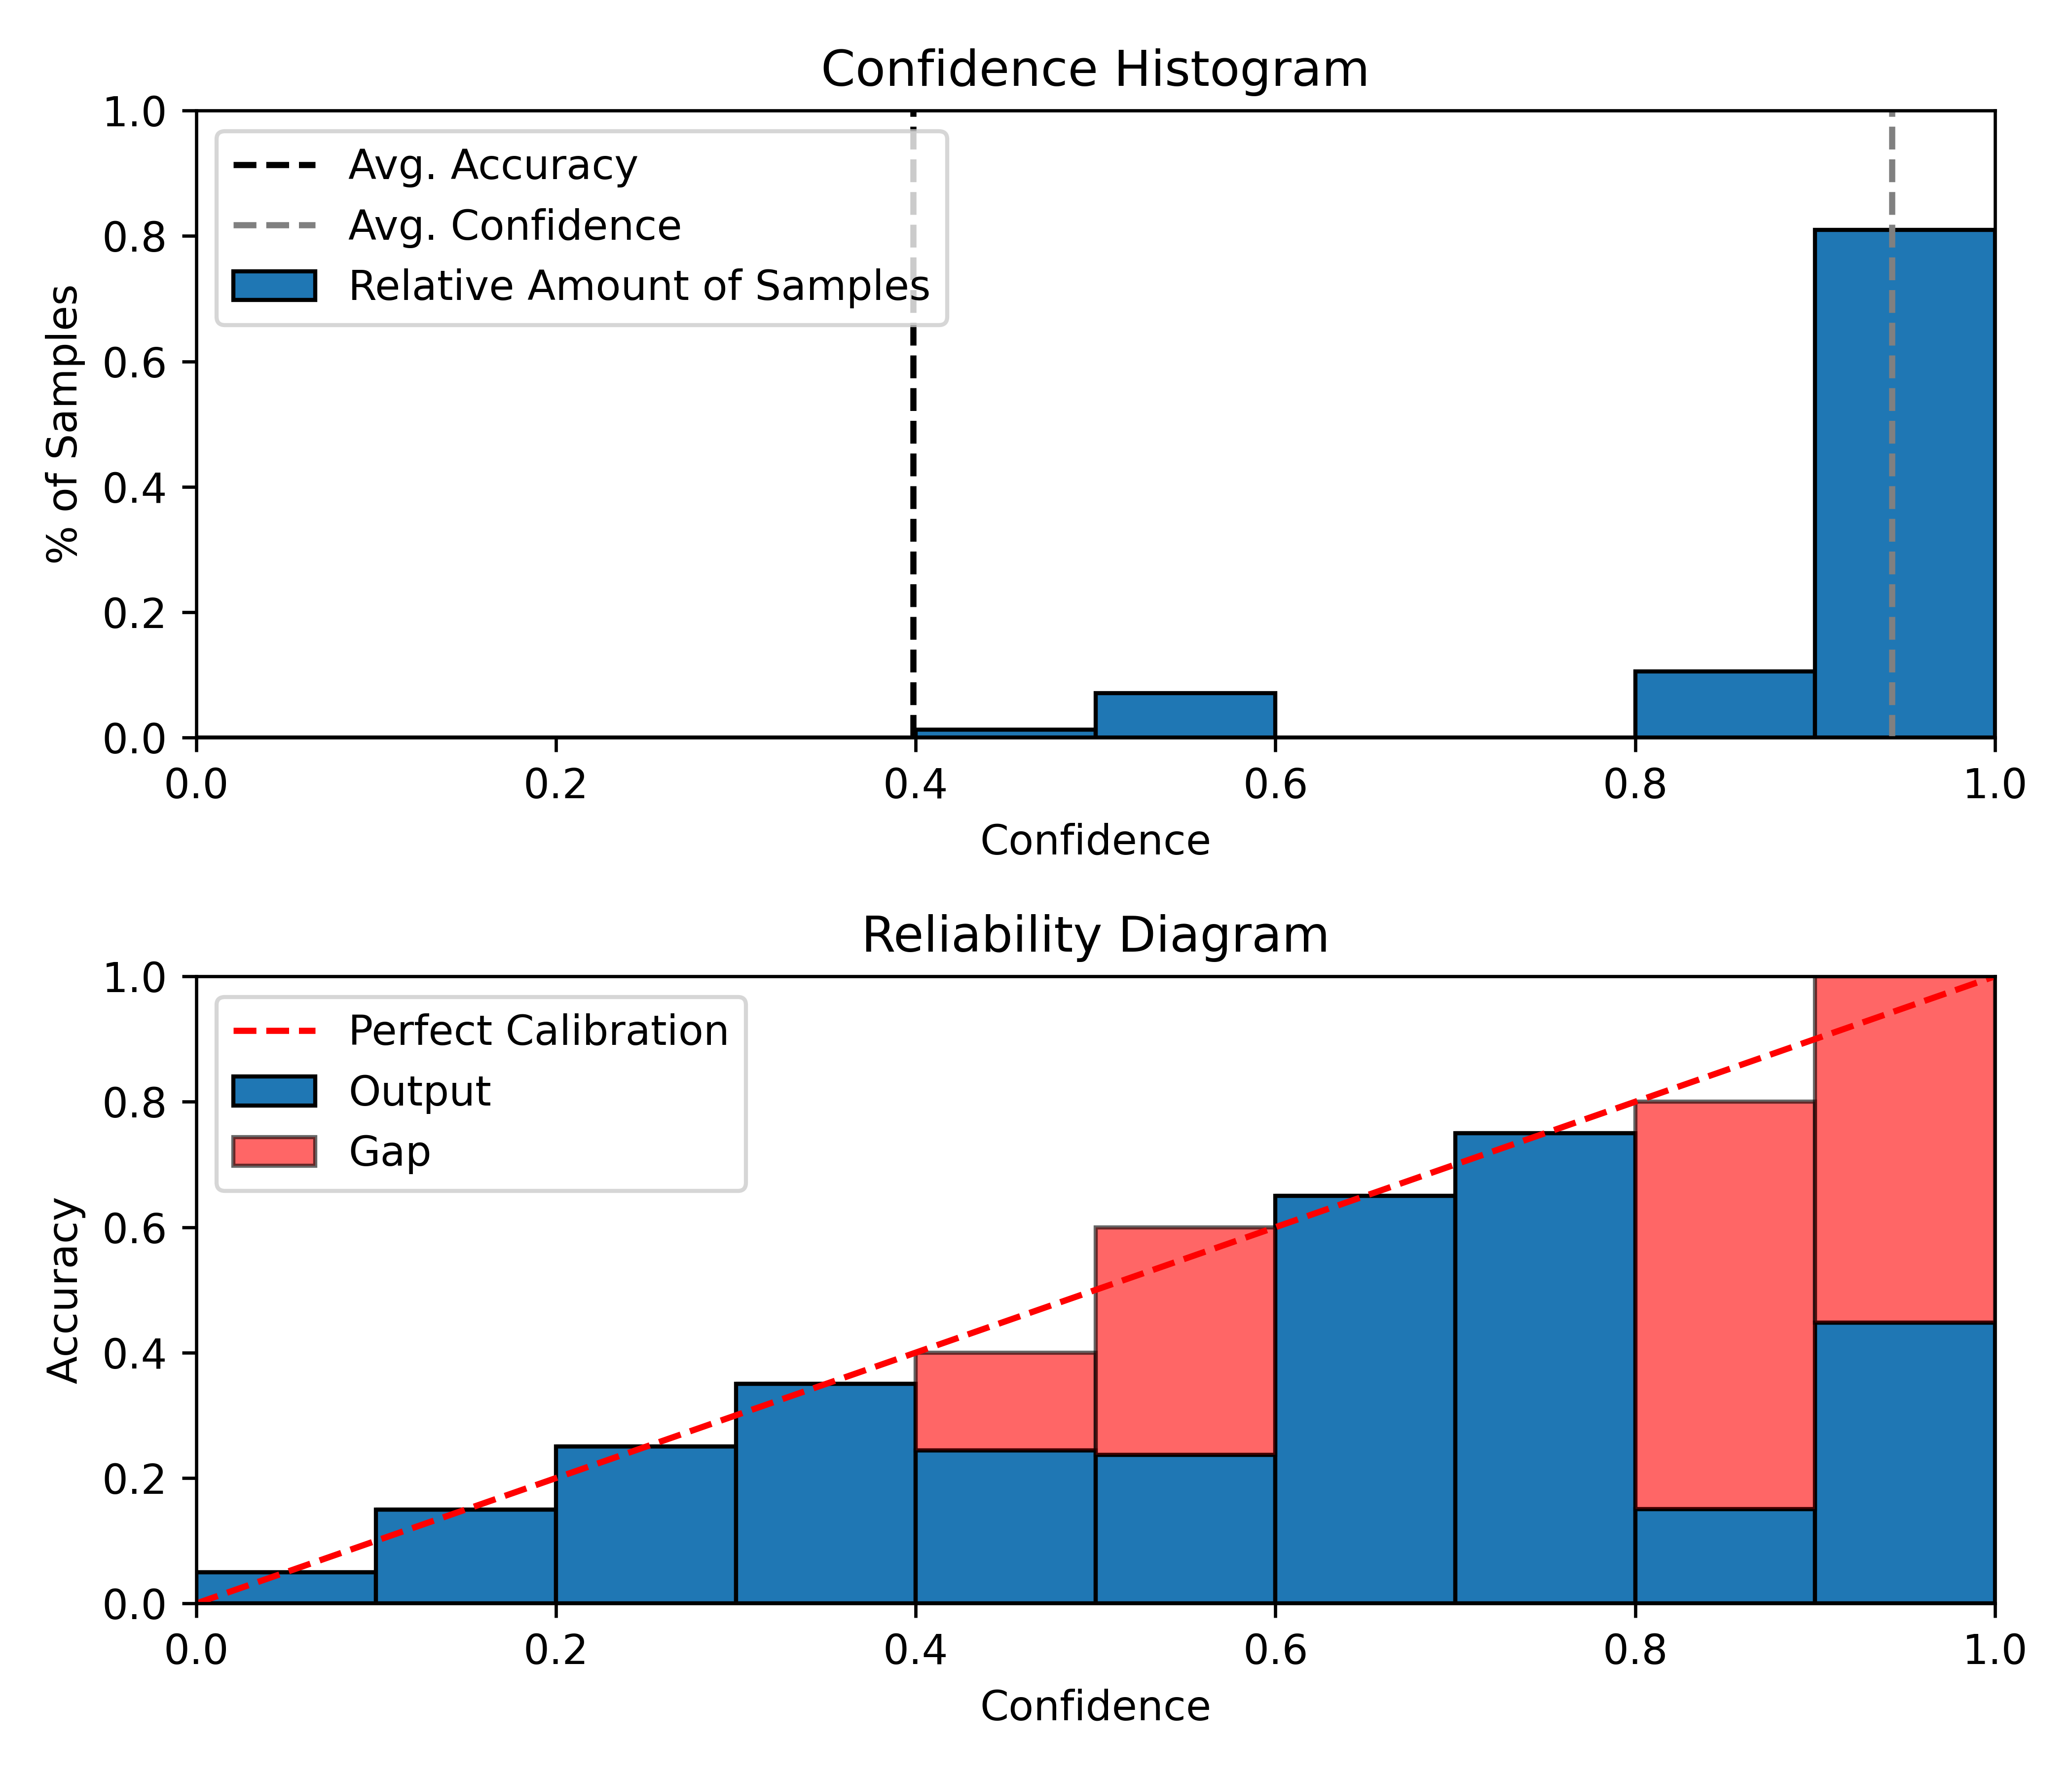 Confidence Histogram
1.0
0.8
0.6
0.4
0.2
0.0
% of Samples
Avg. Accuracy
Avg. Confidence
Relative Amount of Samples
0.0 0.2 0.4 0.6 0.8 1.0
Confidence
Reliability Diagram
1.0
0.8
0.6
0.4
0.2
0.0
Accuracy
Perfect Calibration
Output
Gap
0.0 0.2 0.4 0.6 0.8 1.0
Confidence